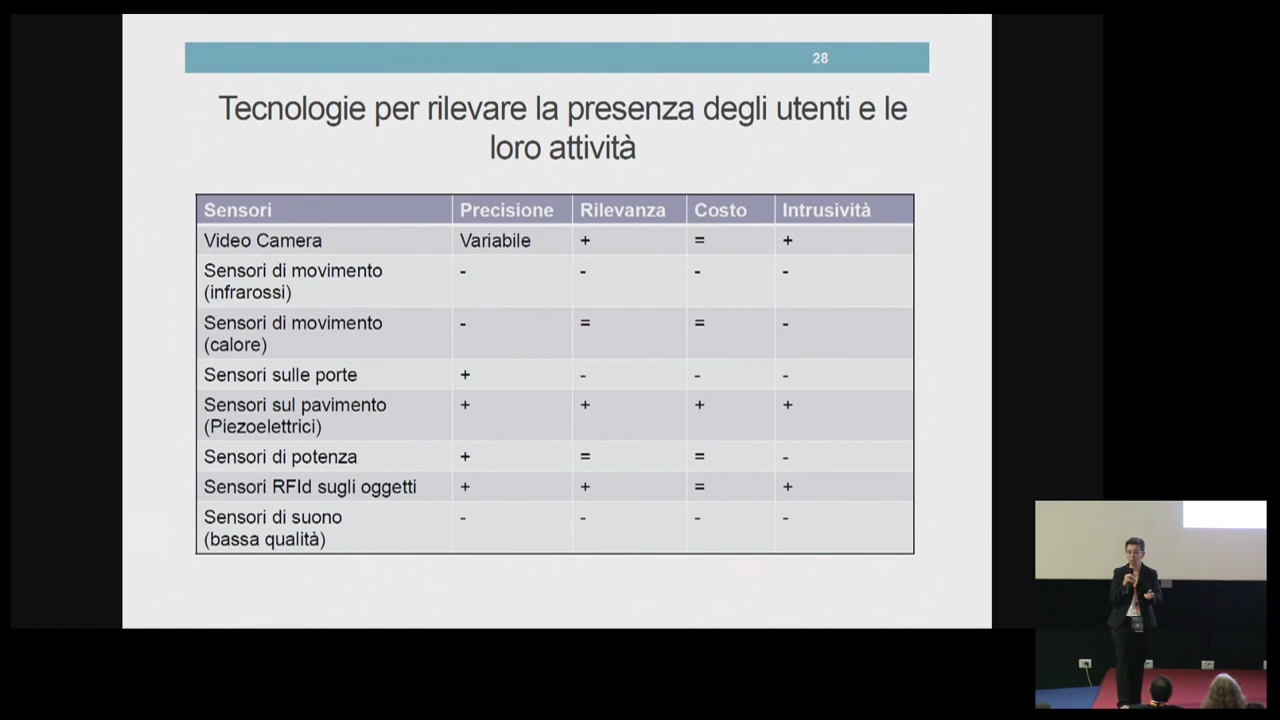 28
Tecnologie per rilevare la presenza degli utenti e le
loro attività
Sensori Precisione Rilevanza Costo Intrusività
Video Camera Variabile + = +
Sensori di movimento
(infrarossi) - - - -
Sensori di movimento
(calore) - = = -
Sensori sulle porte + - - -
Sensori sul pavimento
(Piezoelettrici) + + + +
Sensori di potenza + = = -
Sensori RFId sugli oggetti + + = +
Sensori di suono
(bassa qualità) - - - -